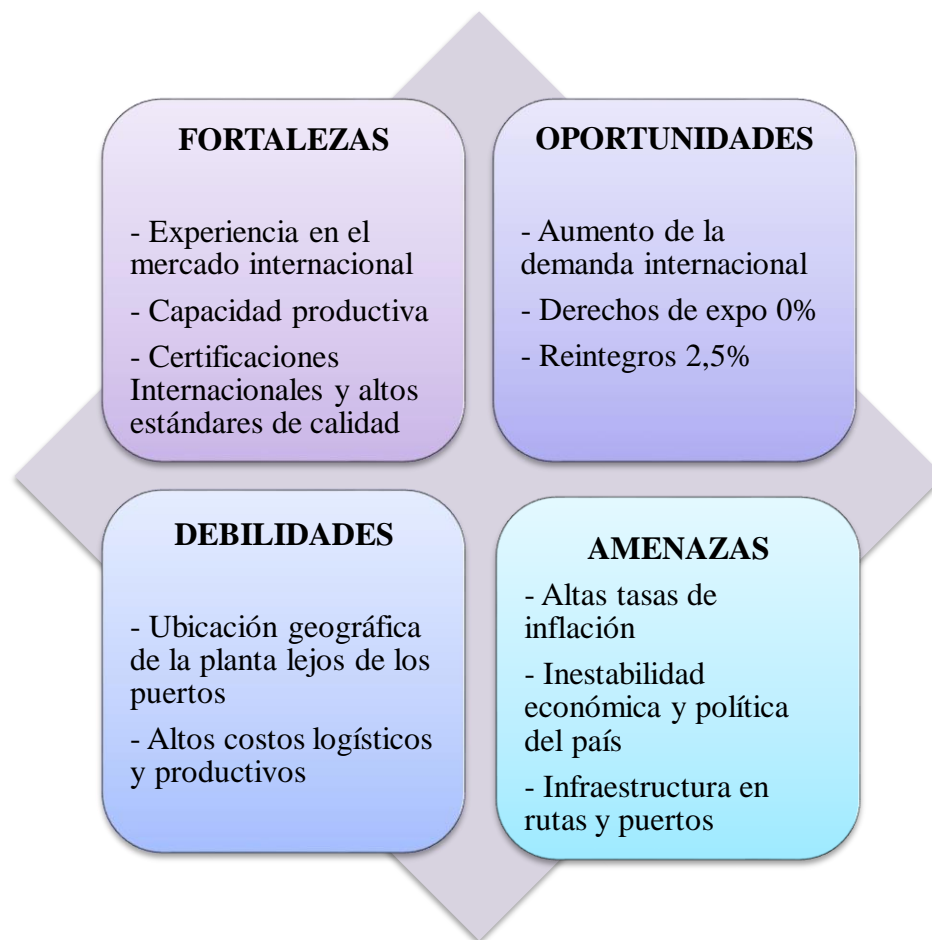 FORTALEZAS
- Experiencia en el
mercado internacional
- Capacidad productiva
- Certificaciones
Internacionales y altos
estándares de calidad
OPORTUNIDADES
- Aumento de la
demanda internacional
- Derechos de expo 0%
- Reintegros 2,5%
DEBILIDADES
- Ubicación geográfica
de la planta lejos de los
puertos
- Altos costos logísticos
y productivos
AMENAZAS
- Altas tasas de
inflación
- Inestabilidad
económica y política
del país
- Infraestructura en
rutas y puertos